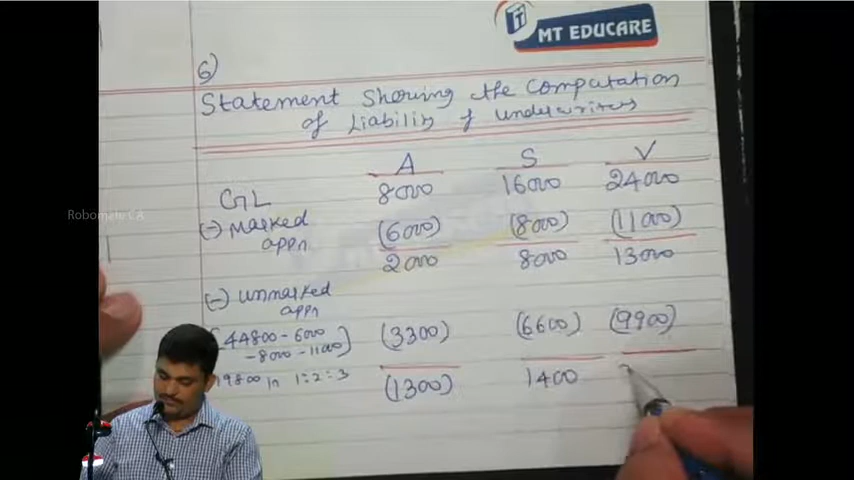 MT EDUCARE
6)
Statement showing the computation
of Liability of underwriters
A S V
GL 8000 16000 24000
(-) Marked (6000) (8000) (11000)
appn. 2000 8000 13000
(-) unmarked
appn
[44800 - 6000 (3300) (6600) (9900)
- 8000 - 11000]
19800 in 1:2:3 (1300) 1400
Robomates A